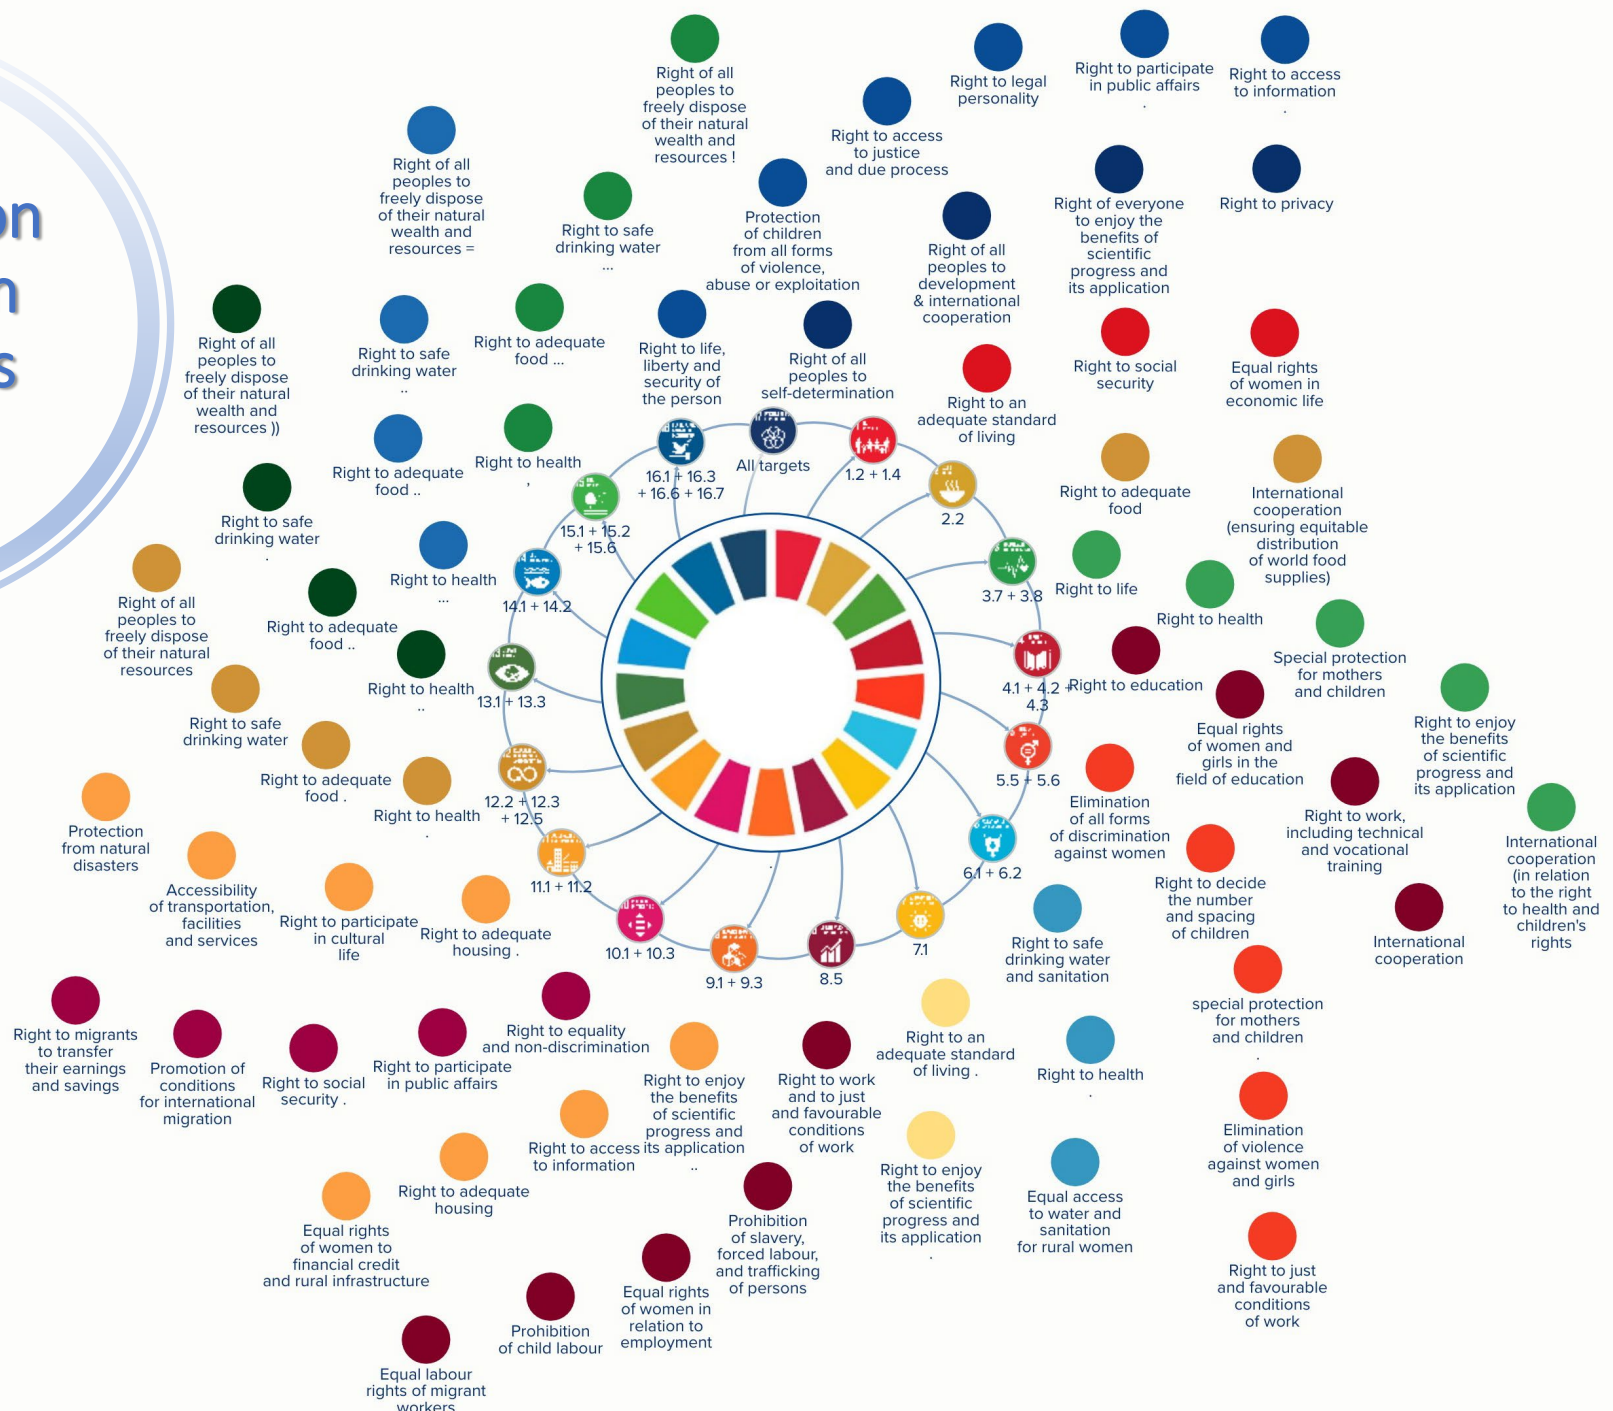 on
n
s
Right of all
peoples to
freely dispose
of their natural
wealth and
resources !
Right to legal
personality
Right to participate
in public affairs
.
Right to access
to information
.
Right to access
to justice
and due process
Right of all
peoples to
freely dispose
of their natural
wealth and
resources =
Right to safe
drinking water
...
Protection
of children
from all forms
of violence,
abuse or exploitation
Right of all
peoples to
development
& international
cooperation
Right of everyone
to enjoy the
benefits of
scientific
progress and
its application
Right to privacy
Right of all
peoples to
freely dispose
of their natural
wealth and
resources ))
Right to safe
drinking water
..
Right to adequate
food ...
Right to life,
liberty and
security of
the person
Right of all
peoples to
self-determination
Right to an
adequate standard
of living
Right to social
security
Equal rights
of women in
economic life
Right to adequate
food ..
Right to health
,
16.1 + 16.3
+ 16.6 + 16.7
All targets
1.2 + 1.4
2.2
Right to adequate
food
International
cooperation
(ensuring equitable
distribution
of world food
supplies)
Right to safe
drinking water
.
15.1 + 15.2
+ 15.6
Right to health
...
14.1 + 14.2
3.7 + 3.8
Right to life
Right to health
Right of all
peoples to
freely dispose
of their natural
resources
Right to adequate
food ..
Right to health
..
13.1 + 13.3
4.1 + 4.2 +
4.3
Right to education
Special protection
for mothers
and children
Right to safe
drinking water
Equal rights
of women and
girls in the
field of education
Right to enjoy
the benefits
of scientific
progress and
its application
Right to adequate
food .
Right to health
.
12.2 + 12.3
+ 12.5
5.5 + 5.6
Elimination
of all forms
of discrimination
against women
Right to work,
including technical
and vocational
training
International
cooperation
(in relation
to the right
to health and
children's
rights
Protection
from natural
disasters
Accessibility
of transportation,
facilities
and services
Right to participate
in cultural
life
Right to adequate
housing .
11.1 + 11.2
.
6.1 + 6.2
Right to decide
the number
and spacing
of children
International
cooperation
10.1 + 10.3
9.1 + 9.3
8.5
7.1
Right to safe
drinking water
and sanitation
special protection
for mothers
and children
.
Right to migrants
to transfer
their earnings
and savings
Promotion of
conditions
for international
migration
Right to social
security .
Right to participate
in public affairs
Right to equality
and non-discrimination
Right to enjoy
the benefits
of scientific
progress and
its application
..
Right to work
and to just
and favourable
conditions
of work
Right to an
adequate standard
of living .
Right to health
.
Right to access
to information
Right to adequate
housing
Equal rights
of women to
financial credit
and rural infrastructure
Prohibition
of slavery,
forced labour,
and trafficking
of persons
Right to enjoy
the benefits
of scientific
progress and
its application
.
Equal access
to water and
sanitation
for rural women
Elimination
of violence
against women
and girls
Equal rights
of women in
relation to
employment
Prohibition
of child labour
Right to just
and favourable
conditions
of work
Equal labour
rights of migrant
workers